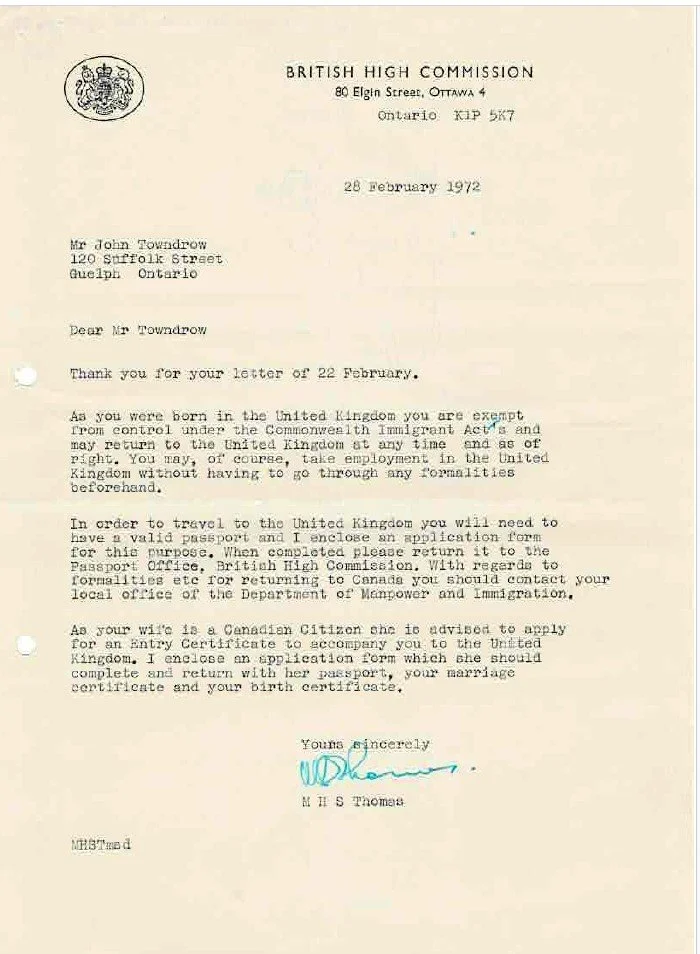 BRITISH HIGH COMMISSION
80 Elgin Street, OTTAWA 4
Ontario K1P 5K7
28 February 1972
Mr John Towndrow
120 Suffolk Street
Guelph Ontario
Dear Mr Towndrow
Thank you for your letter of 22 February.
As you were born in the United Kingdom you are exempt
from control under the Commonwealth Immigrant Act's and
may return to the United Kingdom at any time and as of
right. You may, of course, take employment in the United
Kingdom without having to go through any formalities
beforehand.
In order to travel to the United Kingdom you will need to
have a valid passport and I enclose an application form
for this purpose. When completed please return it to the
Passport Office, British High Commission. With regards to
formalities etc for returning to Canada you should contact your
local office of the Department of Manpower and Immigration.
As your wife is a Canadian Citizen she is advised to apply
for an Entry Certificate to accompany you to the United
Kingdom. I enclose an application form which she should
complete and return with her passport, your marriage
certificate and your birth certificate.
Yours sincerely
M H S Thomas
MHSTmsd